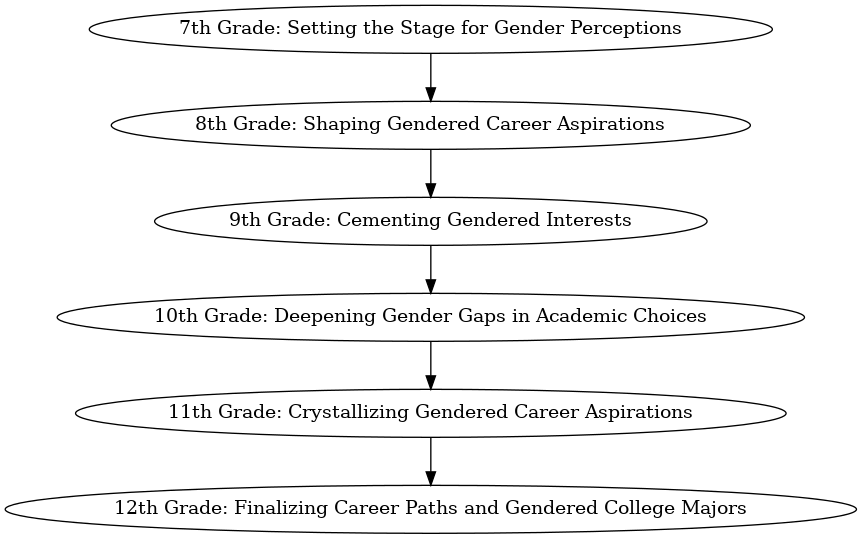 7th Grade: Setting the Stage for Gender Perceptions
8th Grade: Shaping Gendered Career Aspirations
9th Grade: Cementing Gendered Interests
10th Grade: Deepening Gender Gaps in Academic Choices
11th Grade: Crystallizing Gendered Career Aspirations
12th Grade: Finalizing Career Paths and Gendered College Majors